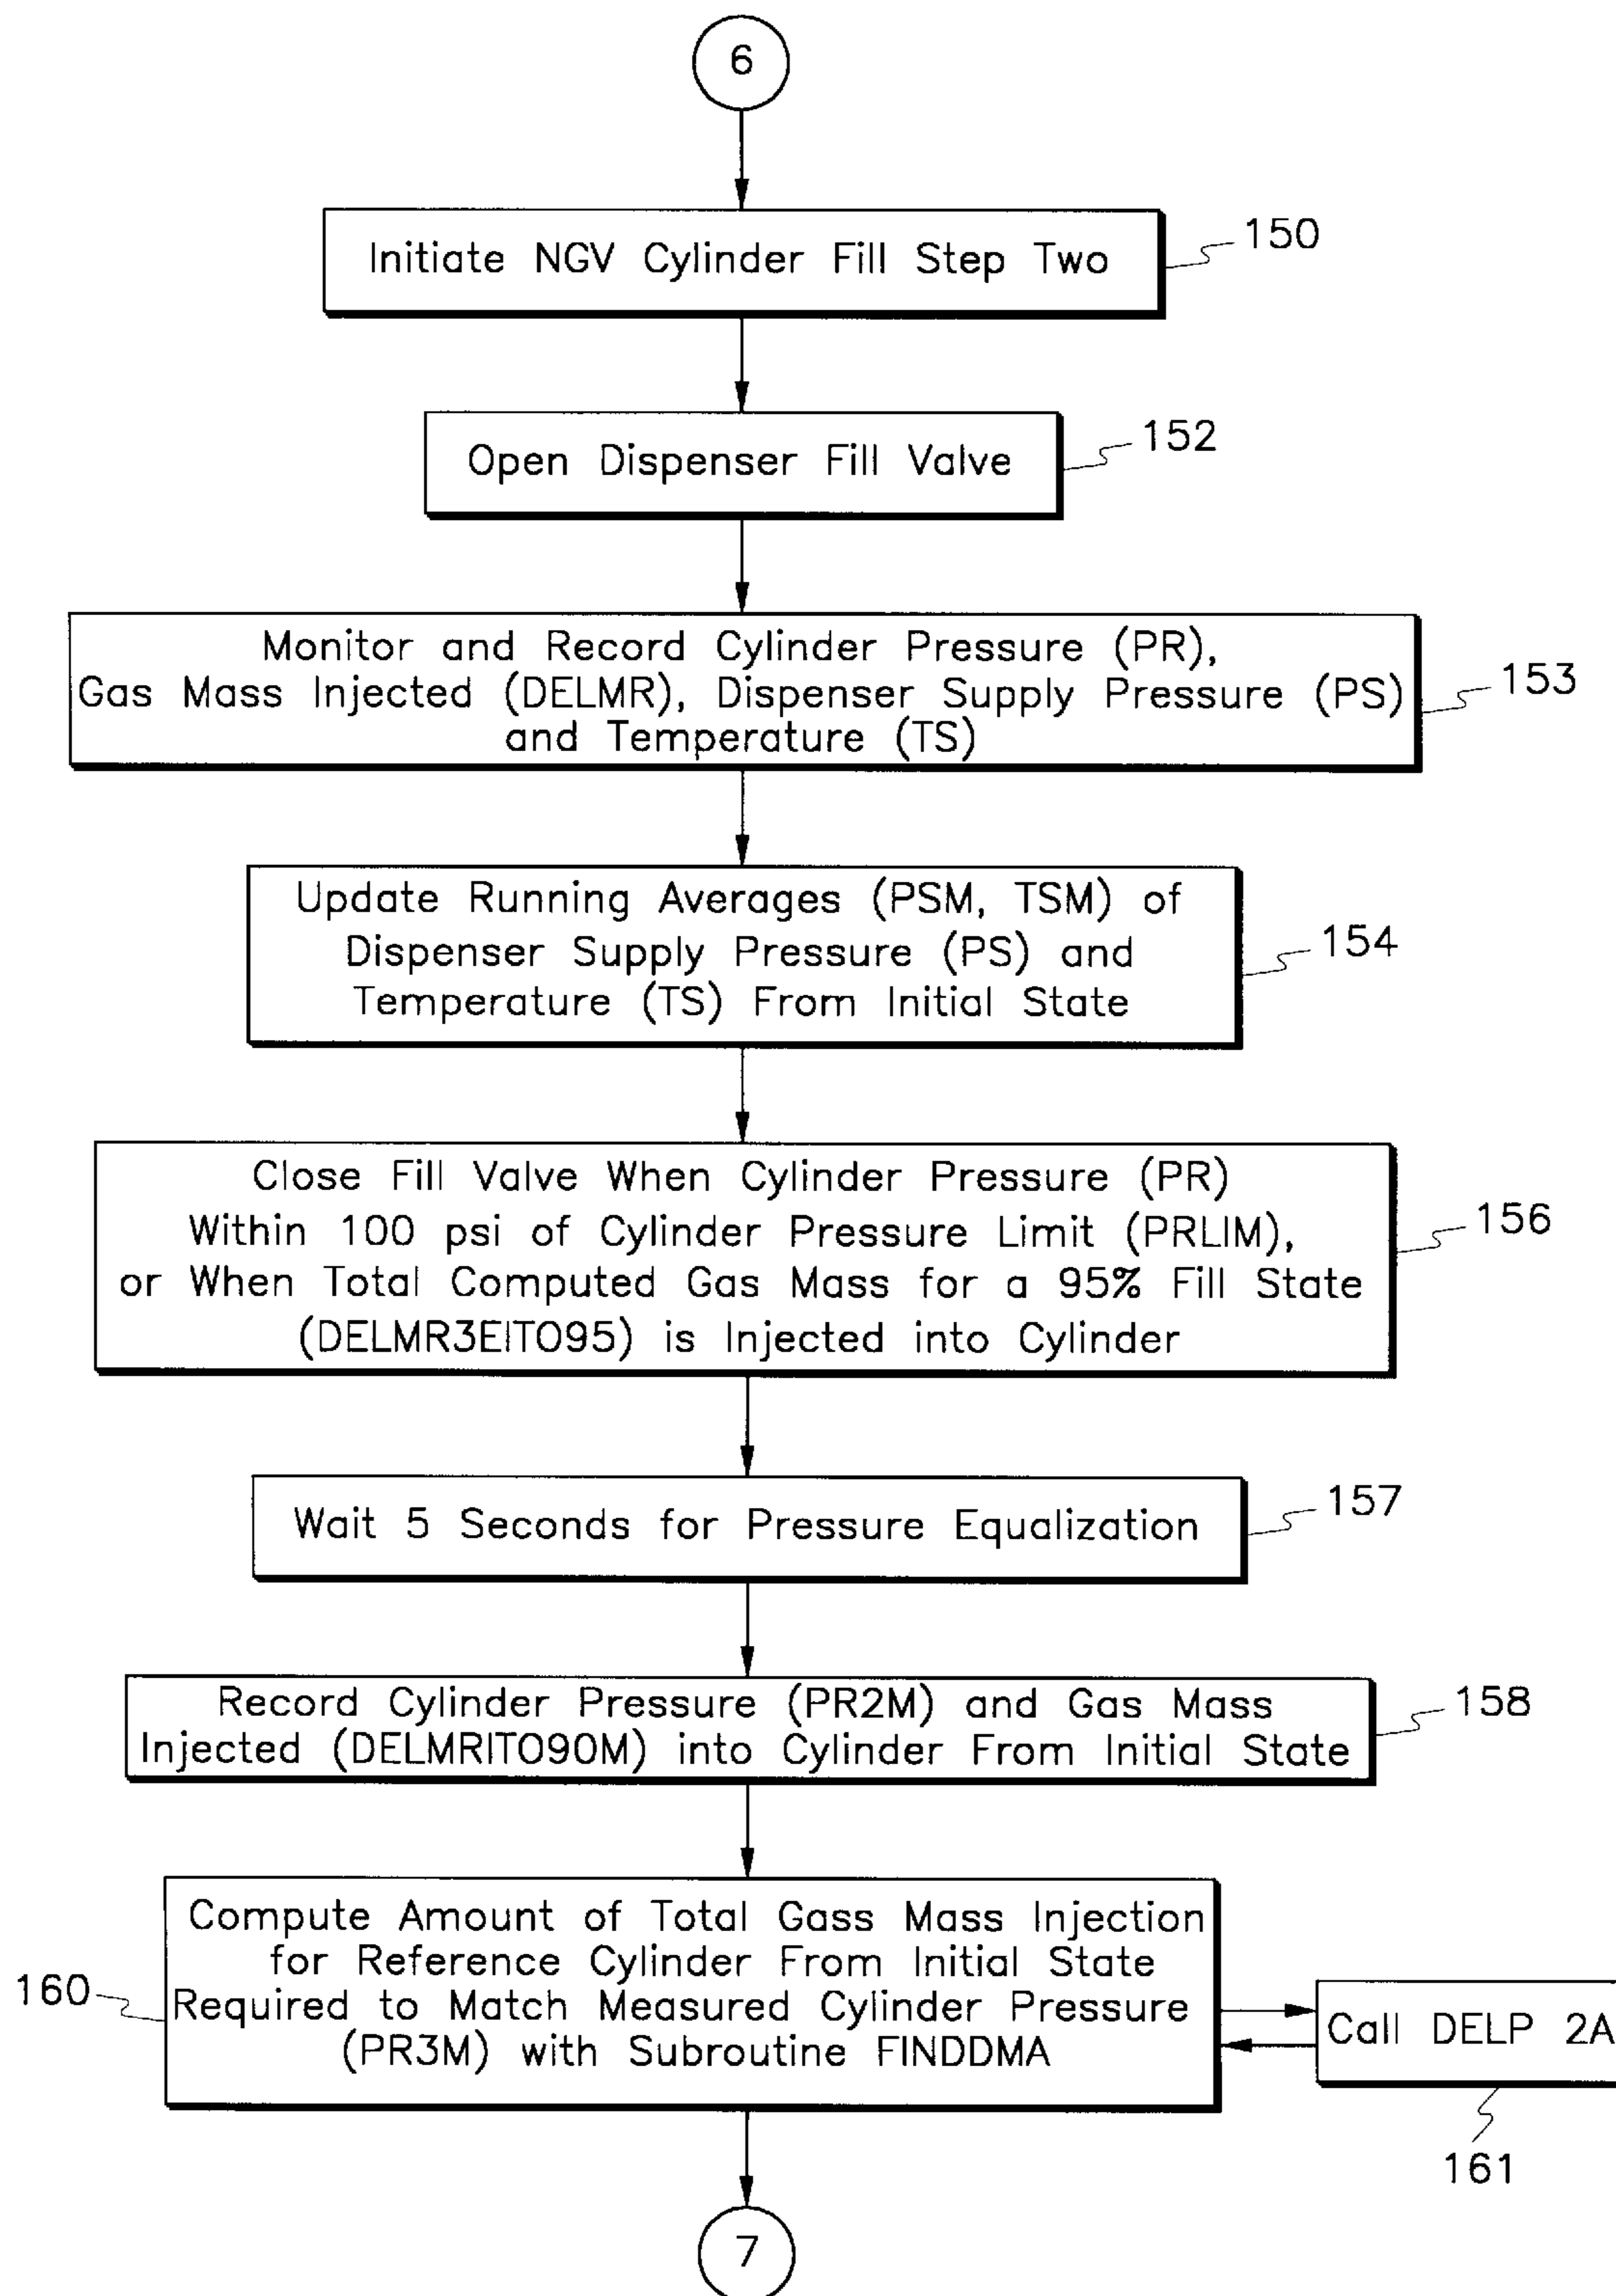 6
Initiate NGV Cylinder Fill Step Two
150
Open Dispenser Fill Valve
152
Monitor and Record Cylinder Pressure (PR),
Gas Mass Injected (DELMR), Dispenser Supply Pressure (PS)
and Temperature (TS)
153
Update Running Averages (PSM, TSM) of
Dispenser Supply Pressure (PS) and
Temperature (TS) From Initial State
154
Close Fill Valve When Cylinder Pressure (PR)
Within 100 psi of Cylinder Pressure Limit (PRLIM),
or When Total Computed Gas Mass for a 95% Fill State
(DELMR3EITO95) is Injected into Cylinder
156
Wait 5 Seconds for Pressure Equalization
157
Record Cylinder Pressure (PR2M) and Gas Mass
Injected (DELMRITO90M) into Cylinder From Initial State
158
Compute Amount of Total Gass Mass Injection
for Reference Cylinder From Initial State
Required to Match Measured Cylinder Pressure
(PR3M) with Subroutine FINDDMA
160
Call DELP 2A
161
7